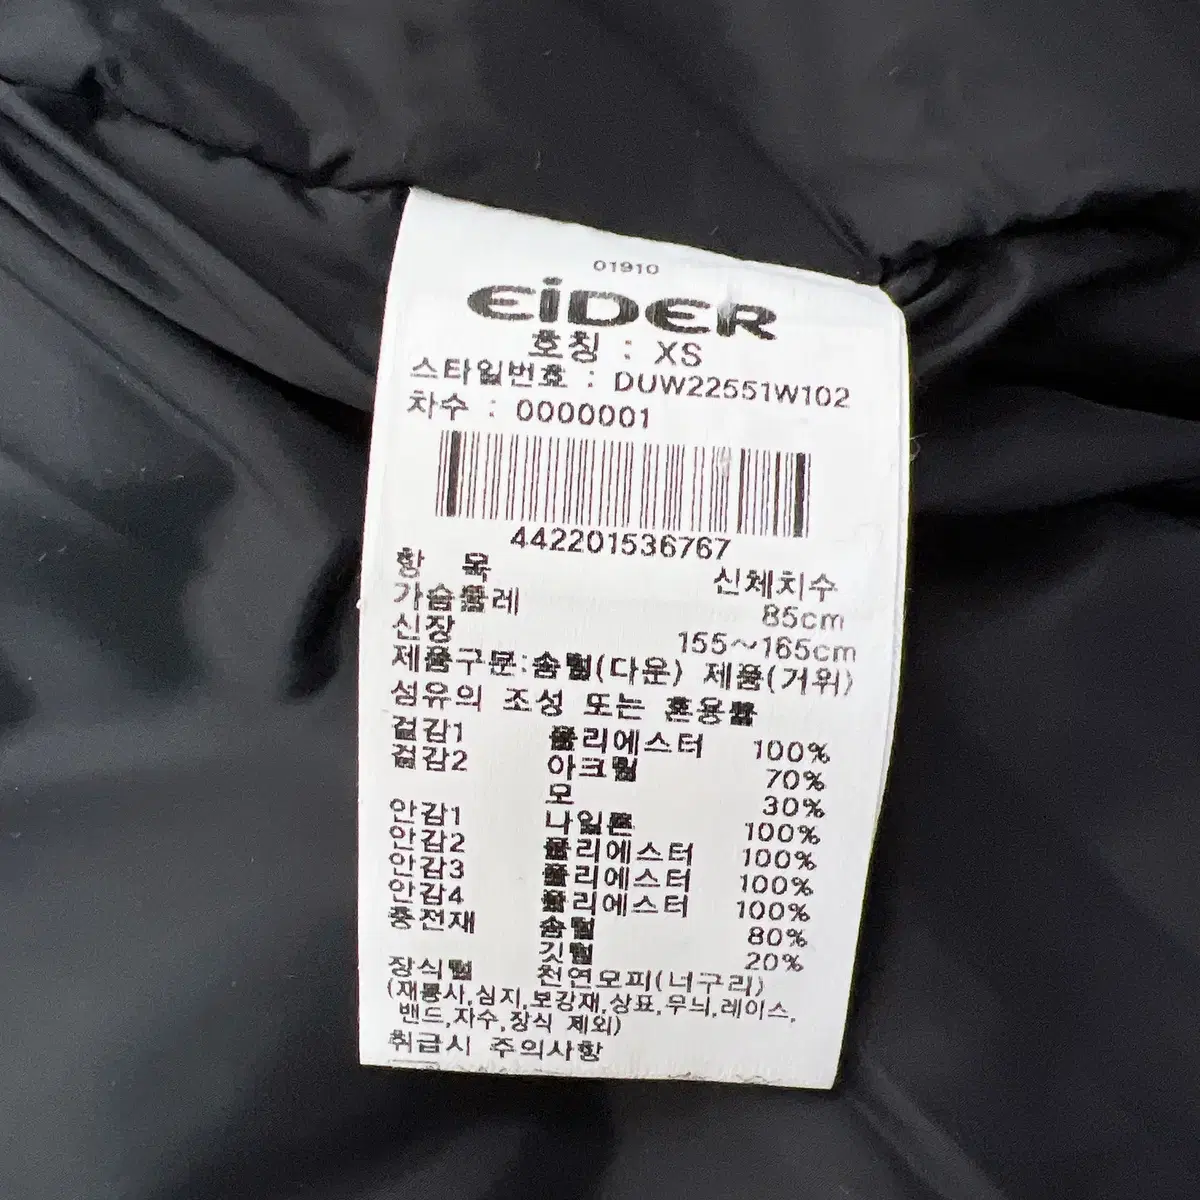 01910
EiDER
호칭 : XS
스타일번호 : DUW22551W102
차수 : 0000001
442201536767
항 목 신체치수
가슴둘레 85cm
신장 155~165cm
제품구분:솜털(다운) 제품(거위)
섬유의 조성 또는 혼용률
겉감1 폴리에스터 100%
겉감2 아크릴 70%
모 30%
안감1 나일론 100%
안감2 폴리에스터 100%
안감3 폴리에스터 100%
안감4 폴리에스터 100%
충전재 솜털 80%
깃털 20%
장식털 천연모피(너구리)
(재봉사,심지,보강재,상표,무늬,레이스,
밴드,자수,장식 제외)
취급시 주의사항